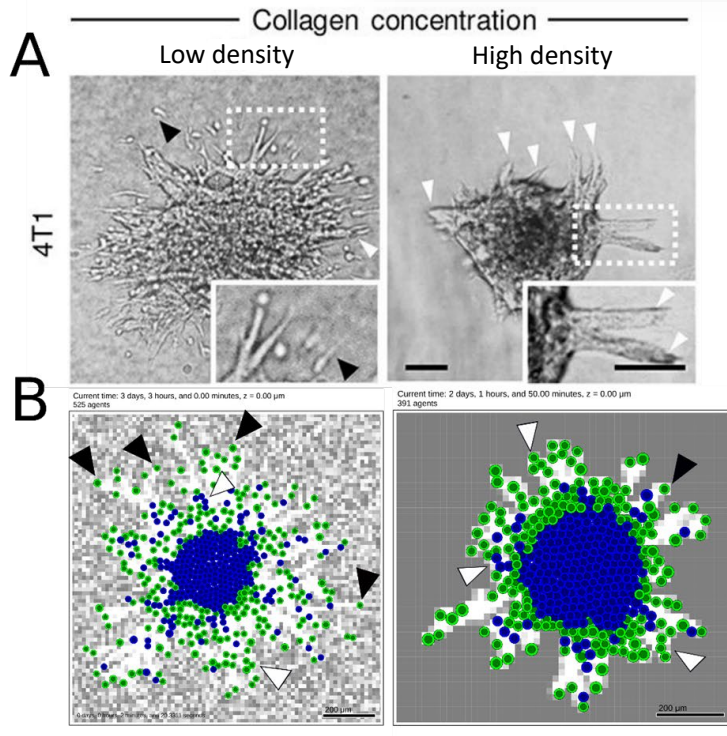 Collagen concentration
A
Low density
High density
4T1
B
Current time: 3 days, 3 hours, and 0.00 minutes, z = 0.00 μm
525 agents
Current time: 2 days, 1 hours, and 50.00 minutes, z = 0.00 μm
391 agents
200 μm
200 μm